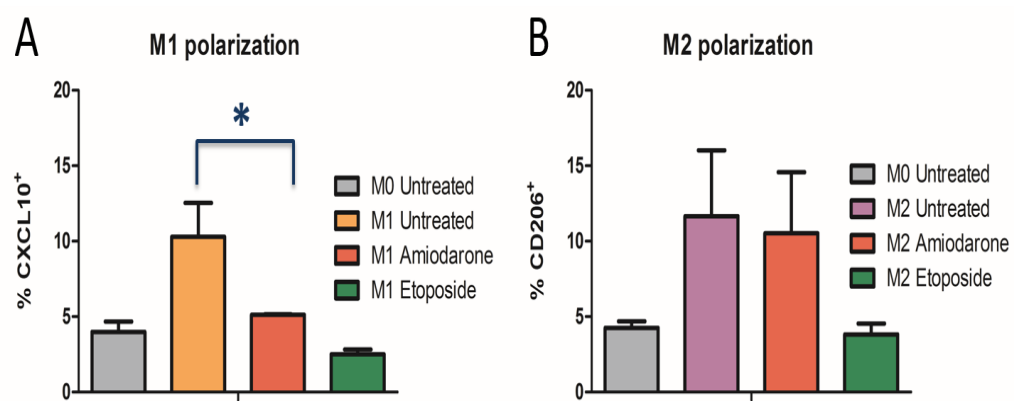 A
M1 polarization
% CXCL10+
20
15
10
5
0
*
M0 Untreated
M1 Untreated
M1 Amiodarone
M1 Etoposide
B
M2 polarization
% CD206+
20
15
10
5
0
M0 Untreated
M2 Untreated
M2 Amiodarone
M2 Etoposide